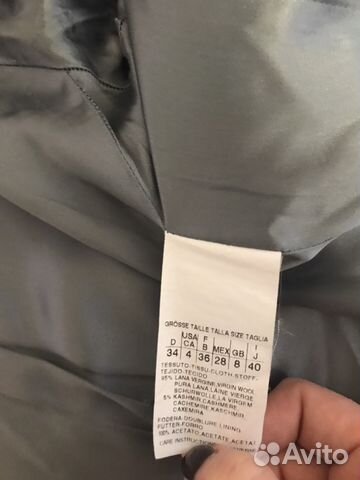 GRÖSSE TAILLE TALLA SIZE TAGLIA
D USA CA F B MEX GB I J
34 4 36 28 8 40
TESSUTO-TISSU-CLOTH-STOFF-
TEJIDO-TECIDO
95% LANA VERGINE,VIRGIN WOOL
PURA LANA,LAINE VIERGE
SCHURWOLLE,LA VIRGEM
5% KASHMIR,CASHMERE
CACHEMIRE,KASCHMIR
CAXEMIRA
FODERA-DOUBLURE-LINING
FUTTER-FORRO
100% ACETATO,ACETATE,ACETAT
CARE INSTRUCTIONS
Avito